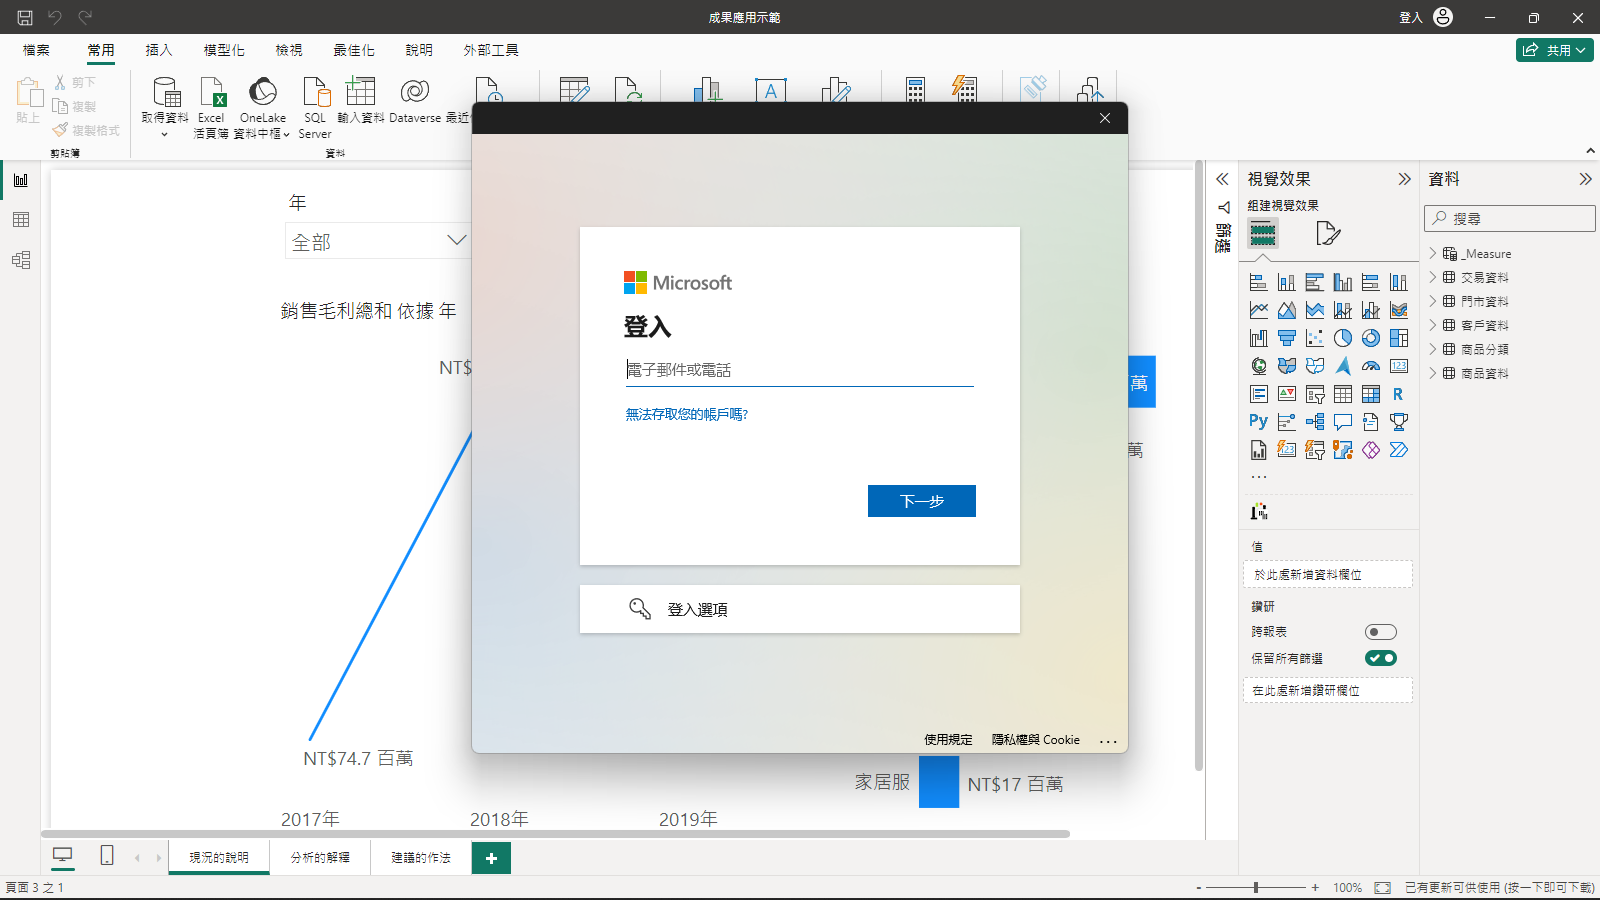 成果應用示範
登入
檔案 常用 插入 模型化 檢視 最佳化 說明 外部工具
共用
貼上
剪下
複製
複製格式
剪貼簿
取得資料
Excel
活頁簿
OneLake
資料中樞
SQL
Server
輸入資料
Dataverse
最近
資料
年
全部
銷售毛利總和 依據 年
NT$
萬
萬
NT$74.7 百萬
家居服
NT$17 百萬
2017年 2018年 2019年
Microsoft
登入
電子郵件或電話
無法存取您的帳戶嗎?
下一步
登入選項
使用規定 隱私權與 Cookie ...
篩選
視覺效果
組建視覺效果
123
R
Py
123
...
值
於此處新增資料欄位
鑽研
跨報表
保留所有篩選
在此處新增鑽研欄位
資料
搜尋
_Measure
交易資料
門市資料
客戶資料
商品分類
商品資料
現況的說明 分析的解釋 建議的作法
頁面 3 之 1
- + 100%
已有更新可供使用 (按一下即可下載)